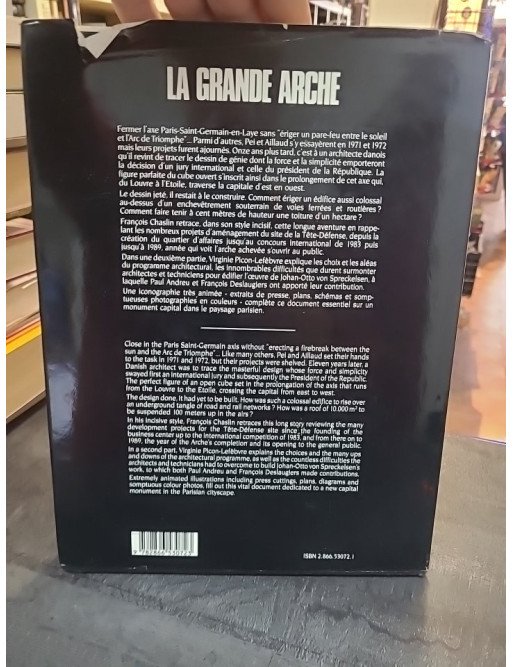 LA GRANDE ARCHE
Fermer l'axe Paris-Saint-Germain-en-Laye sans "ériger un pare-feu entre le soleil
et l'Arc de Triomphe"... Parmi d'autres, Pei et Aillaud s'y essayèrent en 1971 et 1972
mais leurs projets furent ajournés. Onze ans plus tard, c'est à un architecte danois
qu'il revint de tracer le dessin de génie dont la force et la simplicité emporteront
la décision d'un jury international et celle du président de la République. La
figure parfaite du cube ouvert s'inscrit ainsi dans le prolongement de cet axe qui,
du Louvre à l'Etoile, traverse la capitale d'est en ouest.
Le dessin jeté, il restait à le construire. Comment ériger un édifice aussi colossal
au-dessus d'un enchevêtrement souterrain de voies ferrées et routières ?
Comment faire tenir à cent mètres de hauteur une toiture d'un hectare ?
François Chaslin retrace, dans son style incisif, cette longue aventure en rappe-
lant les nombreux projets d'aménagement du site de la Tête-Défense, depuis la
création du quartier d'affaires jusqu'au concours international de 1983 puis
jusqu'à 1989, année qui voit l'arche achevée s'ouvrir au public.
Dans une deuxième partie, Virginie Picon-Lefèbvre explique les choix et les aléas
du programme architectural, les innombrables difficultés que durent surmonter
architectes et techniciens pour édifier l'œuvre de Johan-Otto von Spreckelsen, à
laquelle Paul Andreu et François Deslaugiers ont apporté leur contribution.
Une iconographie très animée - extraits de presse, plans, schémas et somp-
tueuses photographies en couleurs - complète ce document essentiel sur un
monument capital dans le paysage parisien.
Close in the Paris Saint-Germain axis without "erecting a firebreak between the
sun and the Arc de Triomphe"... Like many others, Pei and Aillaud set their hands
to the task in 1971 and 1972, but their projects were shelved. Eleven years later, a
Danish architect was to trace the masterful design whose force and simplicity
swayed first an international jury and subsequently the President of the Republic.
The perfect figure of an open cube set in the prolongation of the axis that runs
from the Louvre to the Etoile, crossing the capital from east to west.
The design done, it had yet to be built. How was such a colossal edifice to rise over
an underground tangle of road and rail networks ? How was a roof of 10.000 m² to
be suspended 100 meters up in the airs ?
In his incisive style, François Chaslin retraces this long story reviewing the many
development projects for the Tête-Défense site since the founding of the
business center up to the international competition of 1983, and from there on to
1989, the year of the Arche's completion and its opening to the general public.
In a second part, Virginie Picon-Lefèbvre explains the choices and the many ups
and downs of the architectural programme, as well as the countless difficulties the
architects and technicians had to overcome to build Johan-Otto von Spreckelsen's
work, to which both Paul Andreu and François Deslaugiers made contributions.
Extremely animated illustrations including press cuttings, plans, diagrams and
somptuous colour photos, fill out this vital document dedicated to a new capital
monument in the Parisian cityscape.
9 782866 530723
ISBN 2.866.53072.1